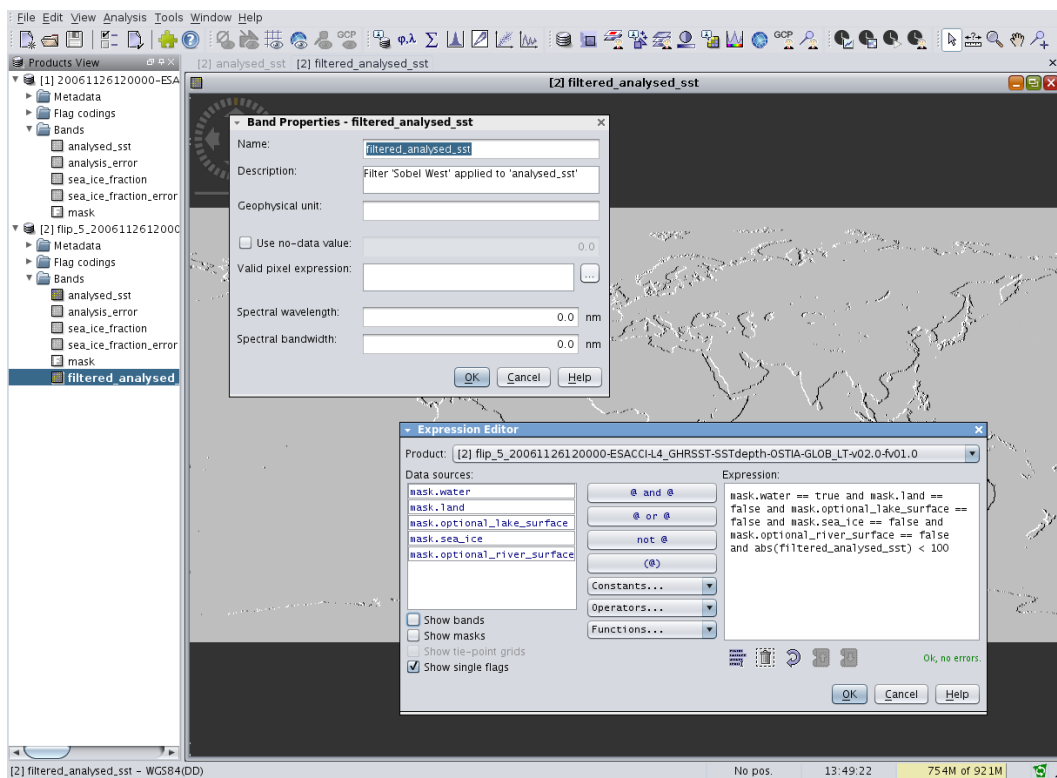 File Edit View Analysis Tools Window Help
GCP
GCP
φ,λ
Σ
Products View
[2] analysed_sst [2] filtered_analysed_sst
[1] 20061126120000-ESA
Metadata
Flag codings
Bands
analysed_sst
analysis_error
sea_ice_fraction
sea_ice_fraction_error
mask
[2] flip_5_2006112612000
Metadata
Flag codings
Bands
analysed_sst
analysis_error
sea_ice_fraction
sea_ice_fraction_error
mask
filtered_analysed_
[2] filtered_analysed_sst
Band Properties - filtered_analysed_sst
Name: filtered_analysed_sst
Description: Filter 'Sobel West' applied to 'analysed_sst'
Geophysical unit:
Use no-data value: 0.0
Valid pixel expression: ...
Spectral wavelength: 0.0 nm
Spectral bandwidth: 0.0 nm
OK Cancel Help
Expression Editor
Product: [2] flip_5_20061126120000-ESACCI-L4_GHRSST-SSTdepth-OSTIA-GLOB_LT-v02.0-fv01.0
Data sources:
mask.water
mask.land
mask.optional_lake_surface
mask.sea_ice
mask.optional_river_surface
Show bands
Show masks
Show tie-point grids
Show single flags
@ and @
@ or @
not @
(@)
Constants...
Operators...
Functions...
Expression:
mask.water == true and mask.land ==
false and mask.optional_lake_surface ==
false and mask.sea_ice == false and
mask.optional_river_surface == false
and abs(filtered_analysed_sst) < 100
Ok, no errors.
OK Cancel Help
[2] filtered_analysed_sst - WGS84(DD) No pos. 13:49:22 754M of 921M